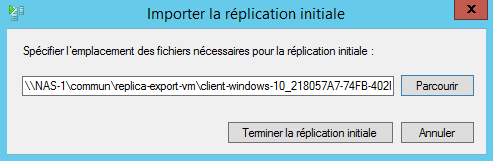 Importer la réplication initiale
x
Spécifier l'emplacement des fichiers nécessaires pour la réplication initiale :
\\NAS-1\commun\replica-export-vm\client-windows-10_218057A7-74FB-402 Parcourir
Terminer la réplication initiale Annuler